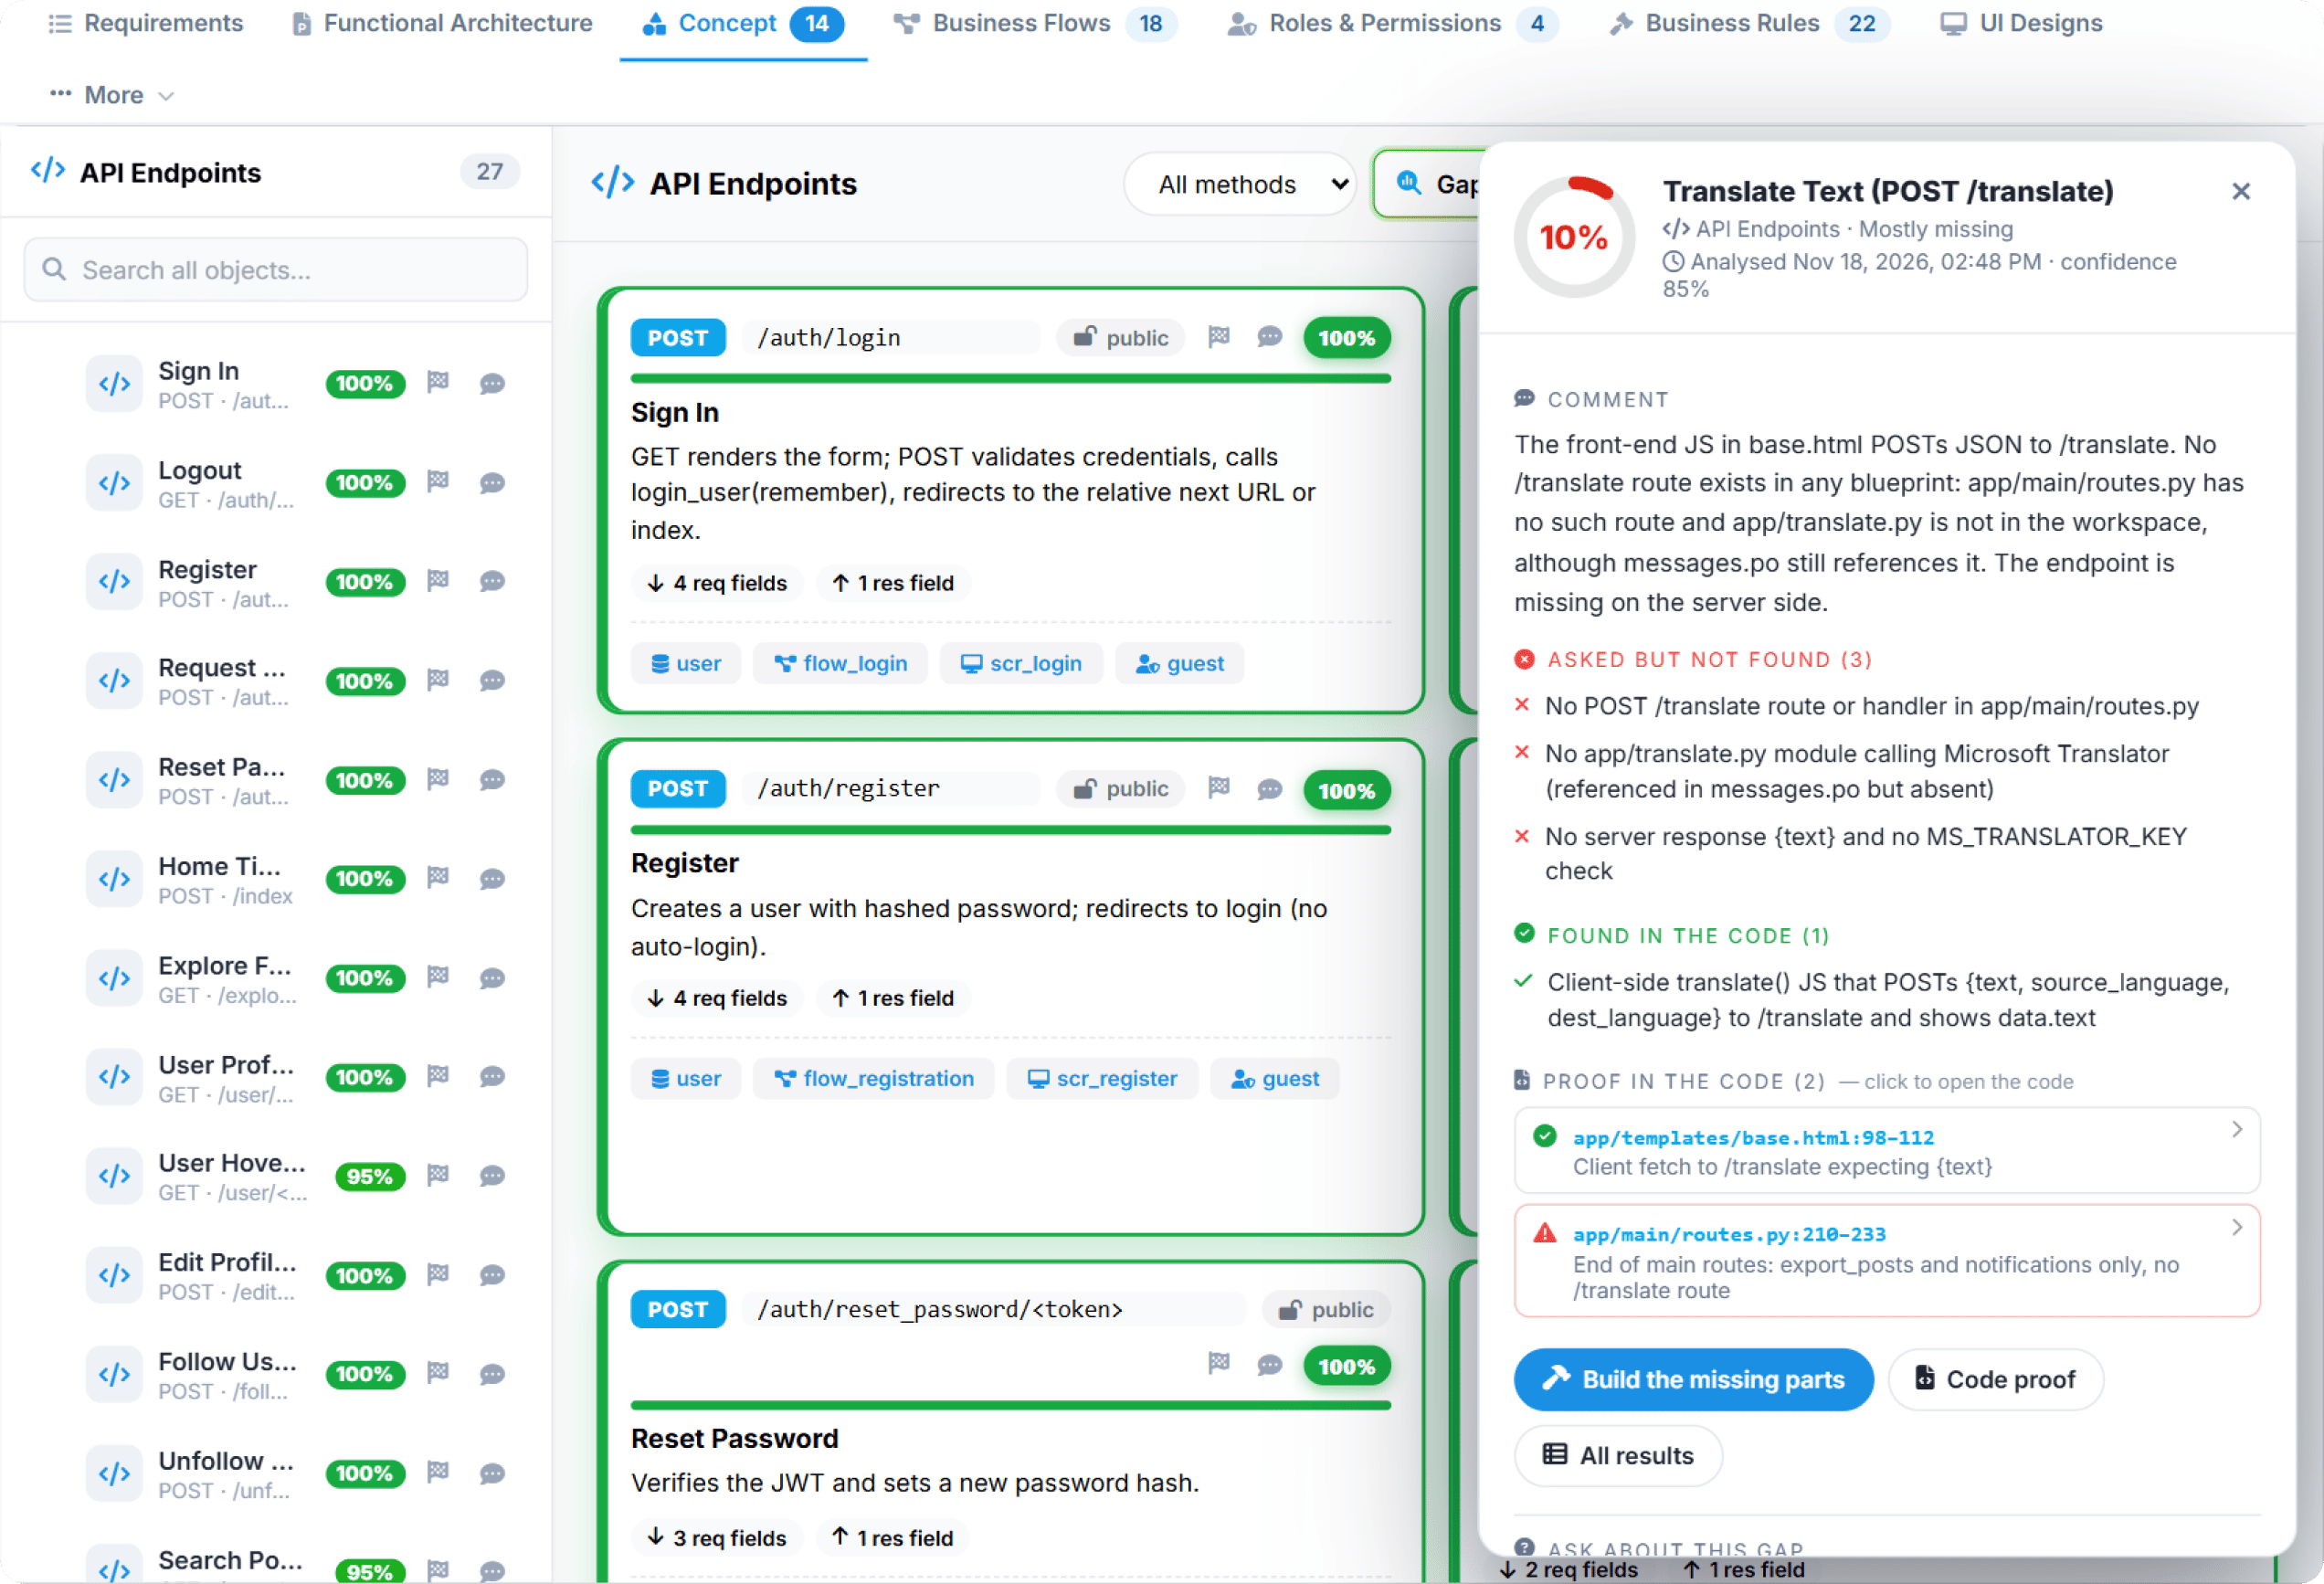 Requirements
Functional Architecture
Concept 14
Business Flows 18
Roles & Permissions 4
Business Rules 22
UI Designs
More
API Endpoints 27
Search all objects...
Sign In
POST · /aut...
100%
Logout
GET · /auth/...
100%
Register
POST · /aut...
100%
Request ...
POST · /aut...
100%
Reset Pa...
POST · /aut...
100%
Home Ti...
POST · /index
100%
Explore F...
GET · /explo...
100%
User Prof...
GET · /user/...
100%
User Hove...
GET · /user/<...
95%
Edit Profil...
POST · /edit...
100%
Follow Us...
POST · /foll...
100%
Unfollow ...
POST · /unf...
100%
Search Po...
95%
API Endpoints
All methods
Gap
POST /auth/login public 100%
Sign In
GET renders the form; POST validates credentials, calls
login_user(remember), redirects to the relative next URL or
index.
4 req fields 1 res field
user flow_login scr_login guest
POST /auth/register public 100%
Register
Creates a user with hashed password; redirects to login (no
auto-login).
4 req fields 1 res field
user flow_registration scr_register guest
POST /auth/reset_password/<token> public
100%
Reset Password
Verifies the JWT and sets a new password hash.
3 req fields 1 res field
10%
Translate Text (POST /translate)
API Endpoints · Mostly missing
Analysed Nov 18, 2026, 02:48 PM · confidence
85%
COMMENT
The front-end JS in base.html POSTs JSON to /translate. No
/translate route exists in any blueprint: app/main/routes.py has
no such route and app/translate.py is not in the workspace,
although messages.po still references it. The endpoint is
missing on the server side.
ASKED BUT NOT FOUND (3)
No POST /translate route or handler in app/main/routes.py
No app/translate.py module calling Microsoft Translator
(referenced in messages.po but absent)
No server response {text} and no MS_TRANSLATOR_KEY
check
FOUND IN THE CODE (1)
Client-side translate() JS that POSTs {text, source_language,
dest_language} to /translate and shows data.text
PROOF IN THE CODE (2) — click to open the code
app/templates/base.html:98-112
Client fetch to /translate expecting {text}
app/main/routes.py:210-233
End of main routes: export_posts and notifications only, no
/translate route
Build the missing parts
Code proof
All results
ASK ABOUT THIS GAP
2 req fields 1 res field